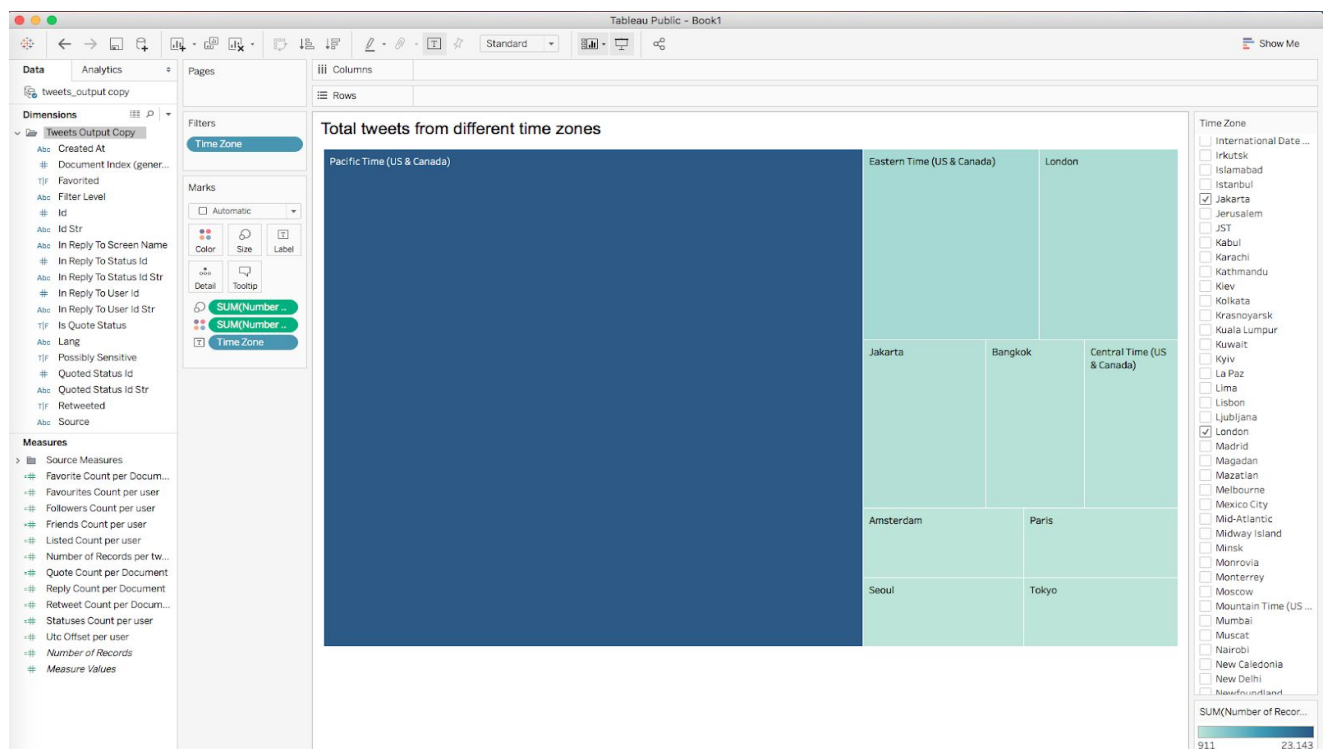 Tableau Public - Book1
Standard
Show Me
Data
Analytics
tweets_output copy
Dimensions
Tweets Output Copy
Abc Created At
# Document Index (gener...
T|F Favorited
Abc Filter Level
# Id
Abc Id Str
Abc In Reply To Screen Name
# In Reply To Status Id
Abc In Reply To Status Id Str
# In Reply To User Id
Abc In Reply To User Id Str
T|F Is Quote Status
Abc Lang
T|F Possibly Sensitive
# Quoted Status Id
Abc Quoted Status Id Str
T|F Retweeted
Abc Source
Measures
Source Measures
=# Favorite Count per Docum...
=# Favourites Count per user
=# Followers Count per user
=# Friends Count per user
=# Listed Count per user
=# Number of Records per tw...
=# Quote Count per Document
=# Reply Count per Document
=# Retweet Count per Docum...
=# Statuses Count per user
=# Utc Offset per user
=# Number of Records
# Measure Values
Pages
Filters
Time Zone
Marks
Automatic
Color
Size
Label
Detail
Tooltip
SUM(Number ..
SUM(Number ..
Time Zone
Columns
Rows
Total tweets from different time zones
Pacific Time (US & Canada)
Eastern Time (US & Canada)
London
Jakarta
Bangkok
Central Time (US
& Canada)
Amsterdam
Paris
Seoul
Tokyo
Time Zone
International Date ...
Irkutsk
Islamabad
Istanbul
Jakarta
Jerusalem
JST
Kabul
Karachi
Kathmandu
Kiev
Kolkata
Krasnoyarsk
Kuala Lumpur
Kuwait
Kyiv
La Paz
Lima
Lisbon
Ljubljana
London
Madrid
Magadan
Mazatlan
Melbourne
Mexico City
Mid-Atlantic
Midway Island
Minsk
Monrovia
Monterrey
Moscow
Mountain Time (US ...
Mumbai
Muscat
Nairobi
New Caledonia
New Delhi
Newfoundland
SUM(Number of Recor...
911
23.143